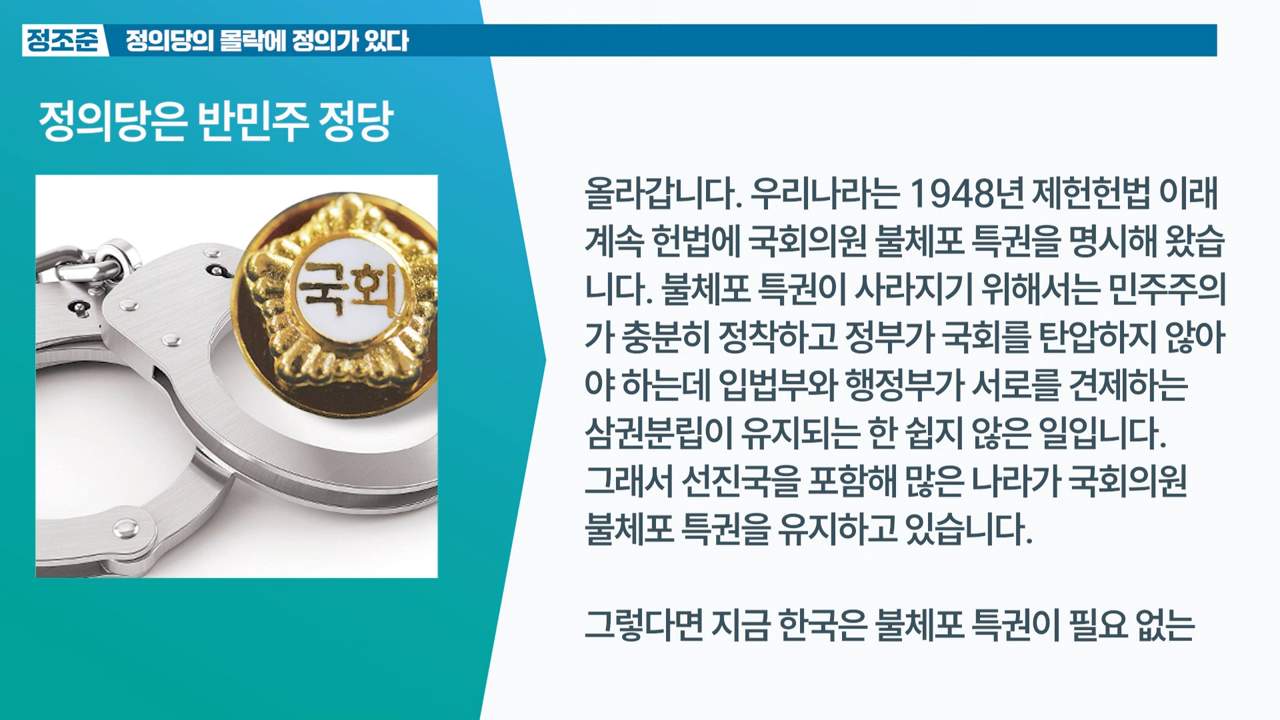 정조준 정의당의 몰락에 정의가 있다
정의당은 반민주 정당
국회
올라갑니다. 우리나라는 1948년 제헌헌법 이래
계속 헌법에 국회의원 불체포 특권을 명시해 왔습
니다. 불체포 특권이 사라지기 위해서는 민주주의
가 충분히 정착하고 정부가 국회를 탄압하지 않아
야 하는데 입법부와 행정부가 서로를 견제하는
삼권분립이 유지되는 한 쉽지 않은 일입니다.
그래서 선진국을 포함해 많은 나라가 국회의원
불체포 특권을 유지하고 있습니다.
그렇다면 지금 한국은 불체포 특권이 필요 없는